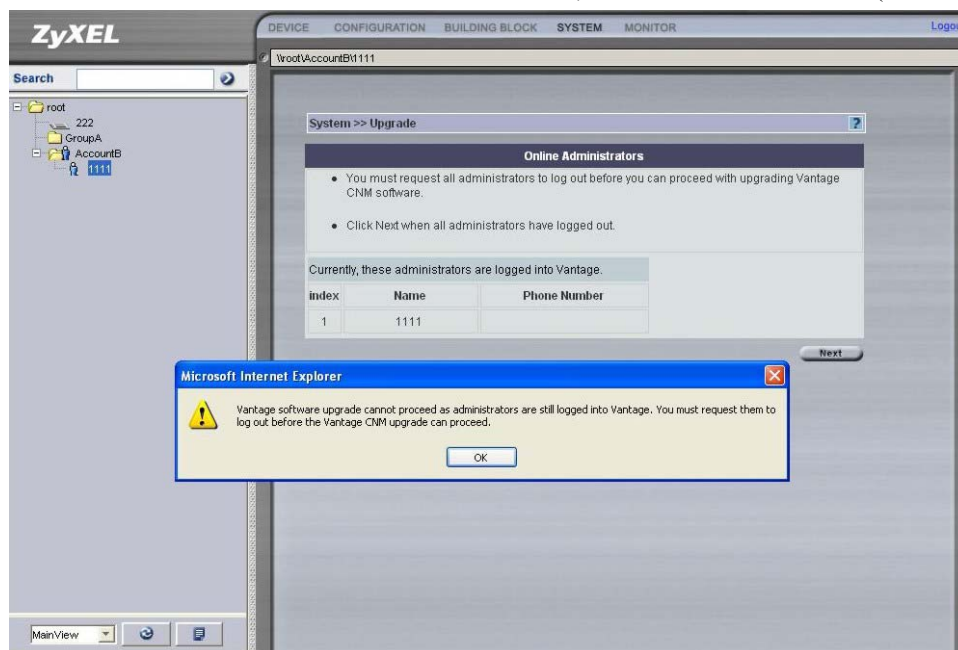 ZyXEL
DEVICE CONFIGURATION BUILDING BLOCK SYSTEM MONITOR
\\root\AccountB\1111
Search
root
222
GroupA
AccountB
1111
System >> Upgrade
?
Online Administrators
• You must request all administrators to log out before you can proceed with upgrading Vantage
CNM software.
• Click Next when all administrators have logged out.
Currently, these administrators are logged into Vantage.
index Name Phone Number
1 1111
Next
Microsoft Internet Explorer
Vantage software upgrade cannot proceed as administrators are still logged into Vantage. You must request them to
log out before the Vantage CNM upgrade can proceed.
OK
MainView